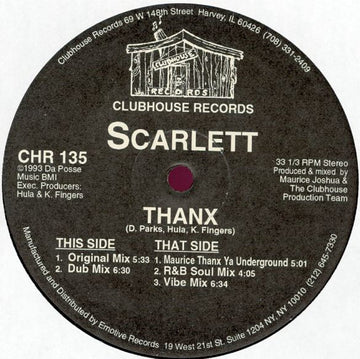 Clubhouse Records 69 W 148th Street Harvey, IL 60426 (708) 331-2409
CLUBHOUSE
RECORDS
CLUBHOUSE RECORDS
SCARLETT
CHR 135
©1993 Da Posse
Music BMI
Exec. Producers:
Hula & K. Fingers
33 1/3 RPM Stereo
Produced & mixed by
Maurice Joshua &
The Clubhouse
Production Team
THANX
(D. Parks, Hula, K. Fingers)
THIS SIDE
1. Original Mix 5:33
2. Dub Mix 6:30
THAT SIDE
1. Maurice Thanx Ya Underground 5:01
2. R&B Soul Mix 4:05
3. Vibe Mix 6:34
Manufactured and Distributed by Emotive Records 19 West 21st St. Suite 1204 NY, NY 10010 (212) 645-7330